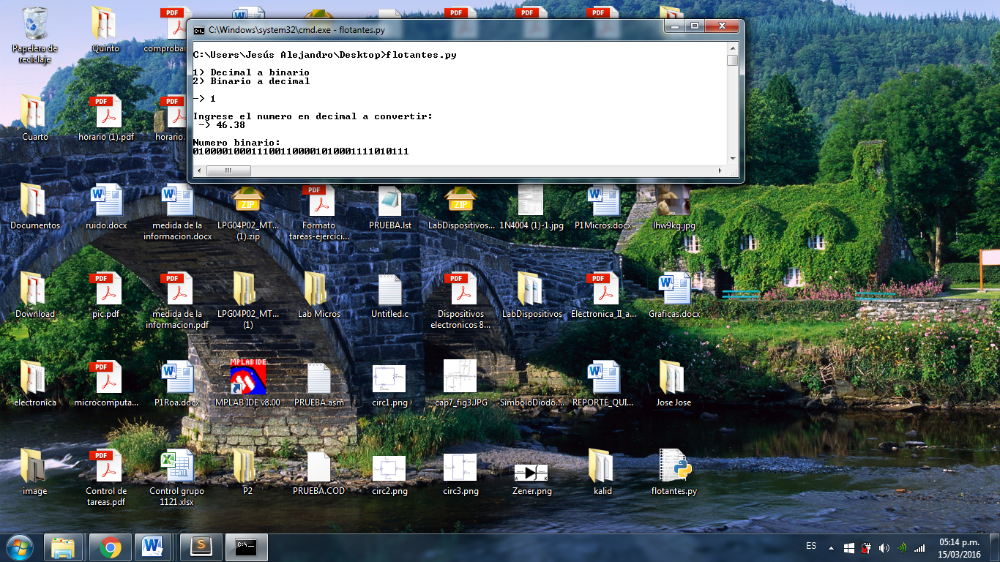 C:\Windows\system32\cmd.exe - flotantes.py
C:\Users\Jesús Alejandro\Desktop>flotantes.py
1) Decimal a binario
2) Binario a decimal
-> 1
Ingrese el numero en decimal a convertir:
-> 46.38
Numero binario:
0100001000111001100001010001111010111
Papelera de reciclaje
Quinto
Cuarto
horario (1).pdf
Documentos
ruido.docx
medida de la informacion.docx
LPG04P02_MT... (1).zip
Formato tareas-ejercici...
PRUEBA.lst
LabDispositivos...
1N4004 (1)-1.jpg
P1Micros.docx
lhw9kg.jpg
Download
pic.pdf
medida de la informacion.pdf
LPG04P02_MT... (1)
Lab Micros
Untitled.c
Dispositivos electronicos 8...
LabDispositivos
Electronica_II_a...
Graficas.docx
electronica
microcomputa...
P1Roa.docx
MPLAB IDE
MPLAB IDE v8.00
PRUEBA.asm
circ1.png
cap7_fig3.JPG
SimboloDiodo....
REPORTE_QUI...
Jose Jose
image
Control de tareas.pdf
Control grupo 1121.xlsx
P2
PRUEBA.COD
circ2.png
circ3.png
Zener.png
kalid
flotantes.py
ES
05:14 p.m.
15/03/2016